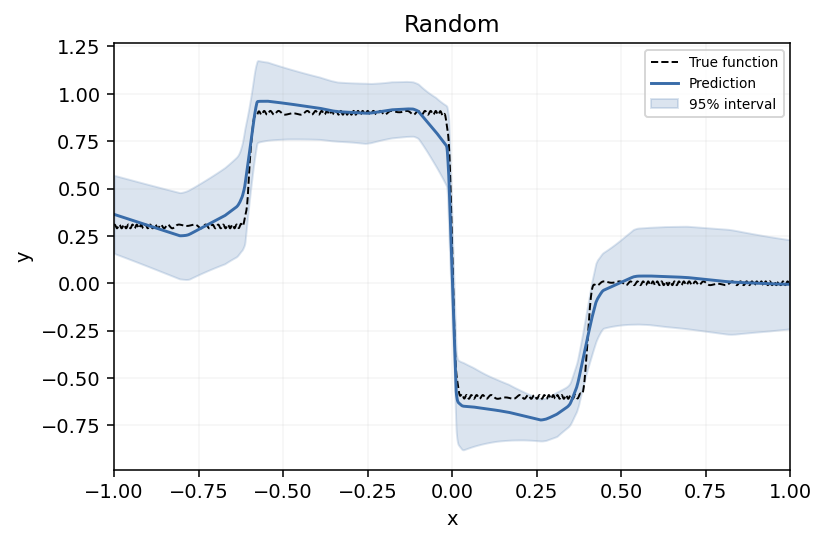 Random
1.25
1.00
0.75
0.50
0.25
0.00
−0.25
−0.50
−0.75
y
True function
Prediction
95% interval
−1.00 −0.75 −0.50 −0.25 0.00 0.25 0.50 0.75 1.00
x